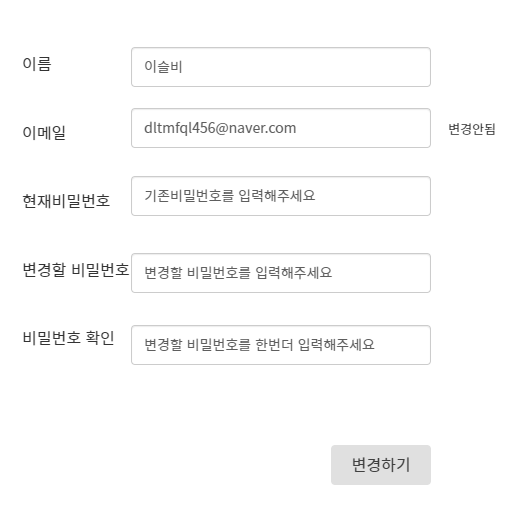 이름
이슬비
이메일
dltmfql456@naver.com
변경안됨
현재비밀번호
기존비밀번호를 입력해주세요
변경할 비밀번호
변경할 비밀번호를 입력해주세요
비밀번호 확인
변경할 비밀번호를 한번더 입력해주세요
변경하기